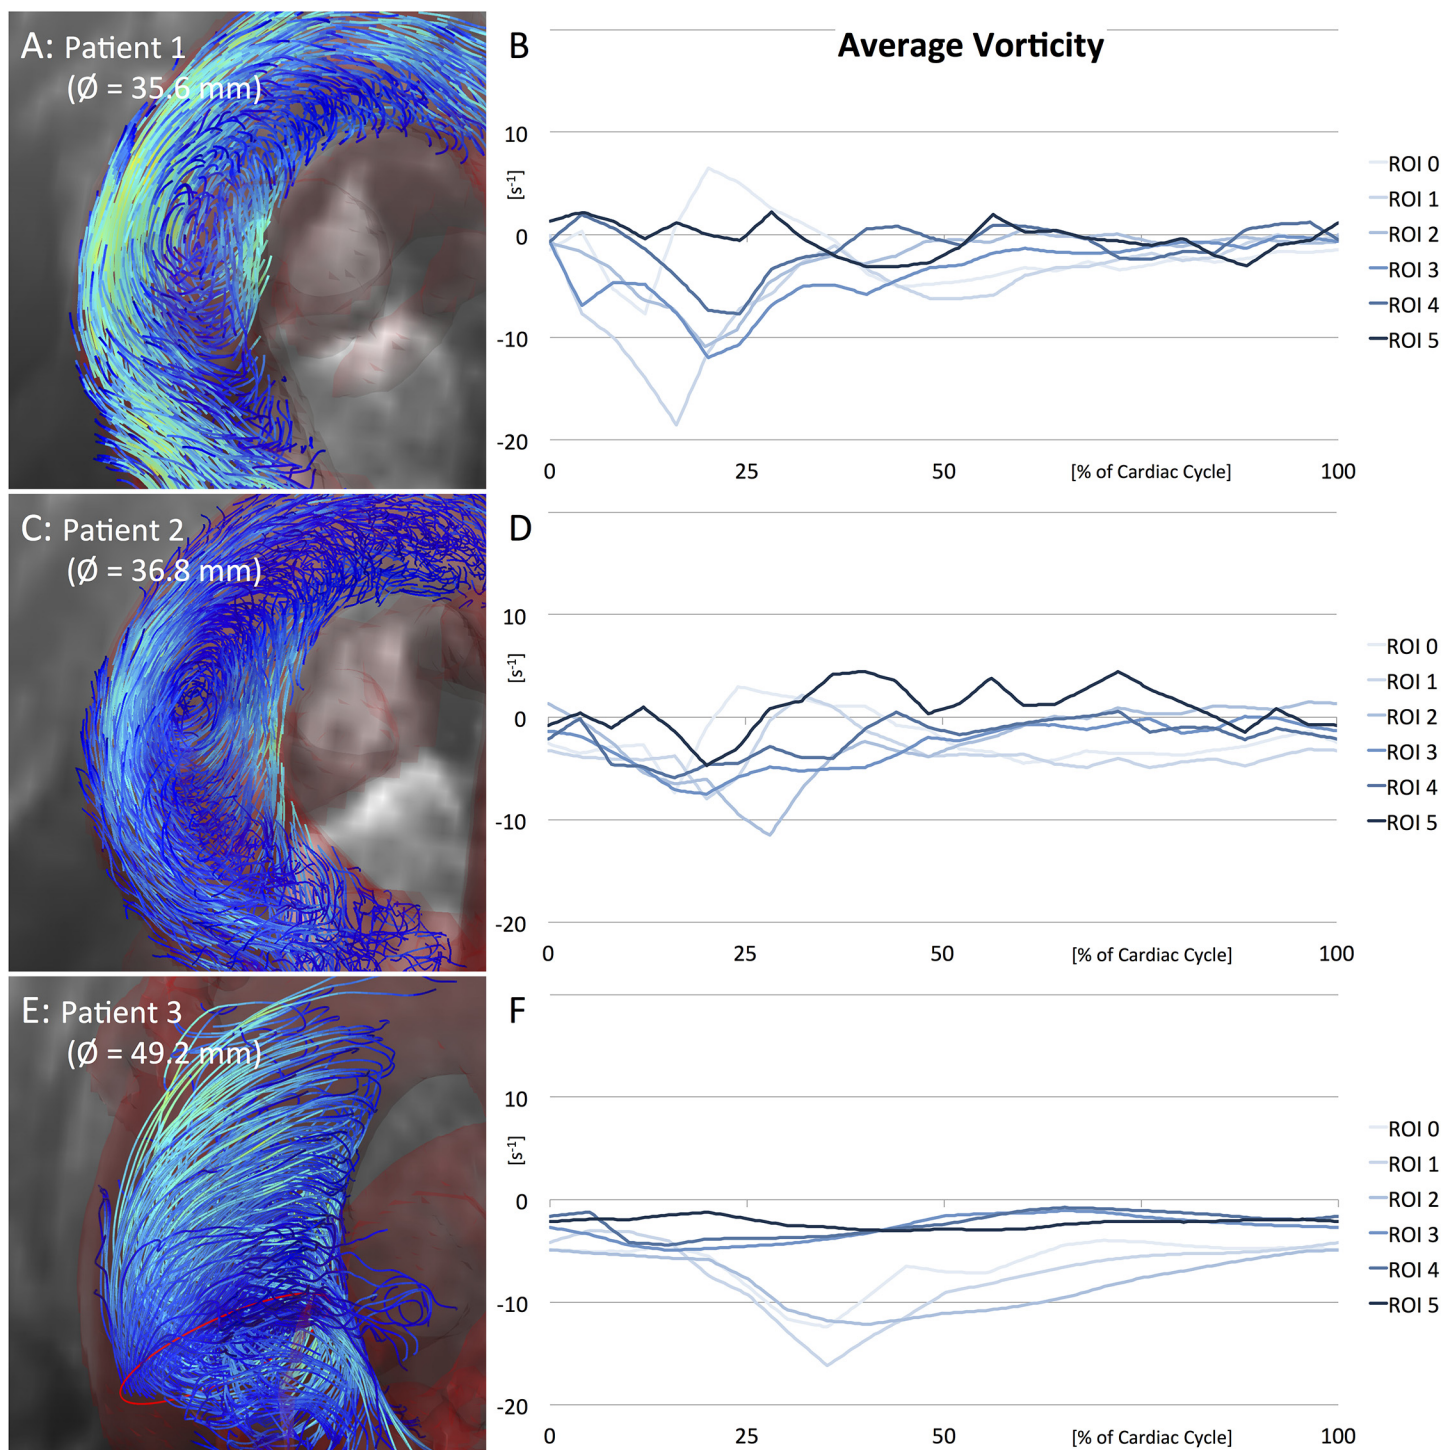 A: Patient 1
(Ø = 35.6 mm)
B
Average Vorticity
10
[s⁻¹]
0
-10
-20
0 25 50 [% of Cardiac Cycle] 100
ROI 0
ROI 1
ROI 2
ROI 3
ROI 4
ROI 5
C: Patient 2
(Ø = 36.8 mm)
D
10
[s⁻¹]
0
-10
-20
0 25 50 [% of Cardiac Cycle] 100
ROI 0
ROI 1
ROI 2
ROI 3
ROI 4
ROI 5
E: Patient 3
(Ø = 49.2 mm)
F
10
[s⁻¹]
0
-10
-20
0 25 50 [% of Cardiac Cycle] 100
ROI 0
ROI 1
ROI 2
ROI 3
ROI 4
ROI 5